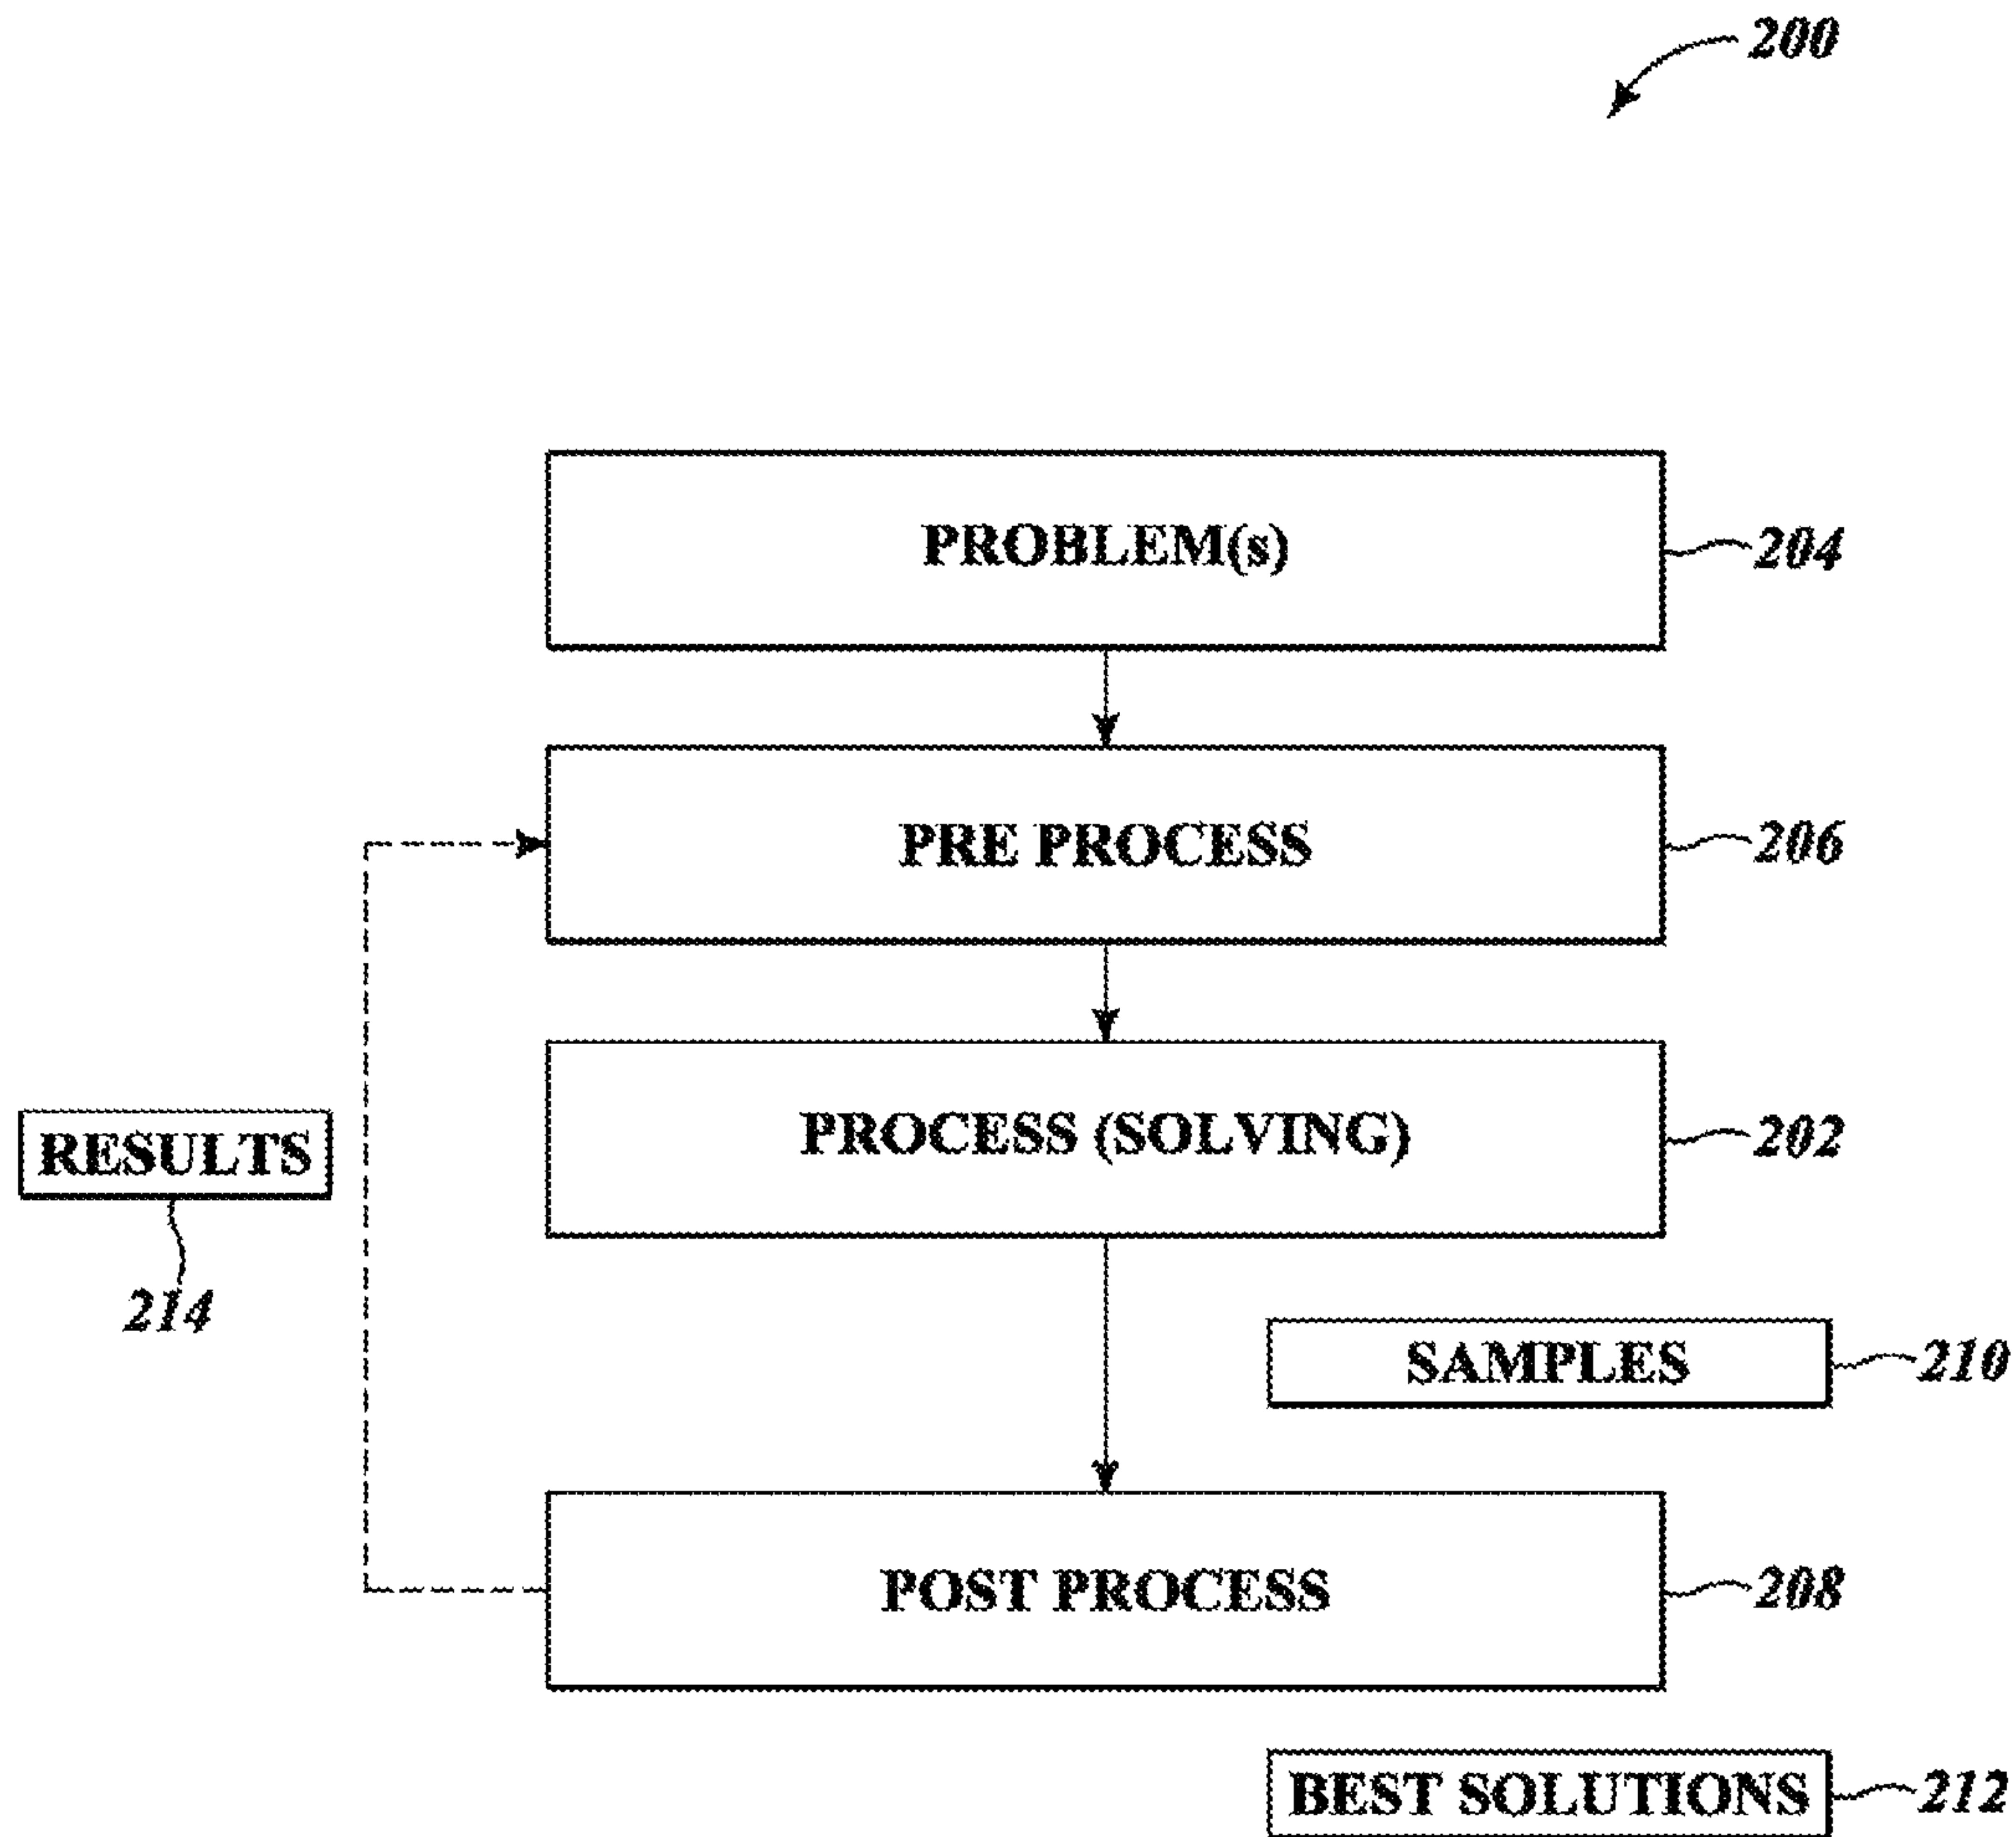 200
PROBLEM(s)
204
PRE PROCESS
206
PROCESS (SOLVING)
202
RESULTS
214
SAMPLES
210
POST PROCESS
208
BEST SOLUTIONS
212